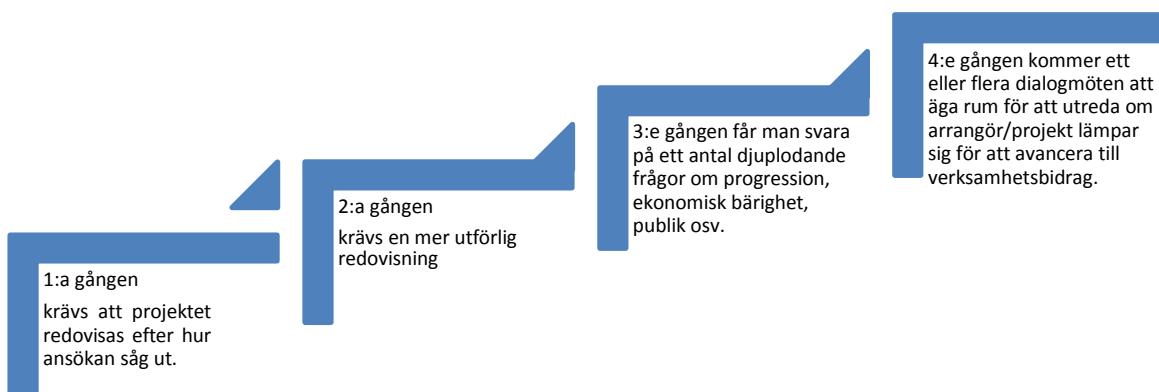 1:a gången
krävs att projektet
redovisas efter hur
ansökan såg ut.
2:a gången
krävs en mer utförlig
redovisning
3:e gången får man svara
på ett antal djuplodande
frågor om progression,
ekonomisk bärighet,
publik osv.
4:e gången kommer ett
eller flera dialogmöten att
äga rum för att utreda om
arrangör/projekt lämpar
sig för att avancera till
verksamhetsbidrag.